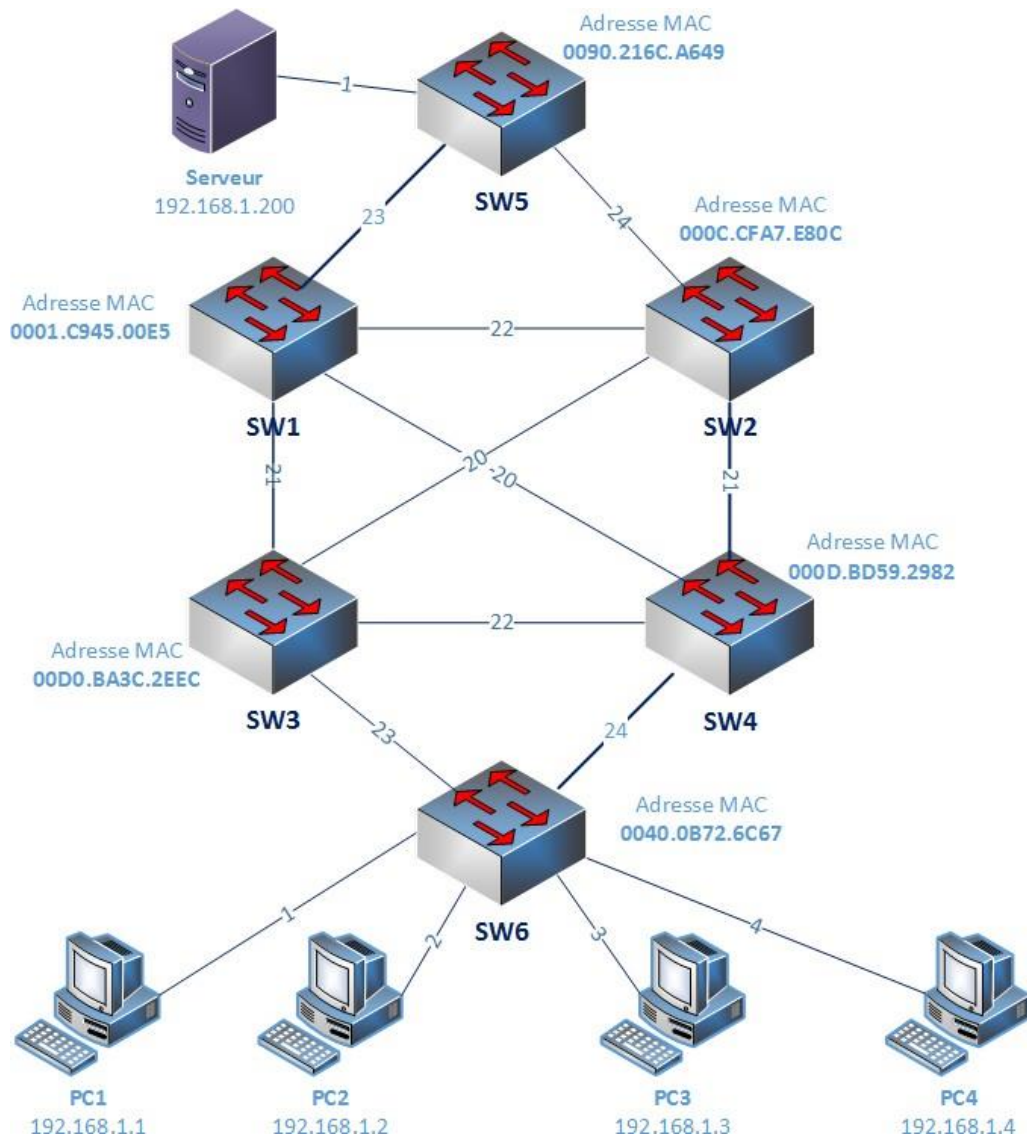 Adresse MAC
0090.216C.A649
1
Serveur
192.168.1.200
SW5
23
24
Adresse MAC
000C.CFA7.E80C
Adresse MAC
0001.C945.00E5
22
SW1
SW2
21
20
-20
21
Adresse MAC
000D.BD59.2982
22
Adresse MAC
00D0.BA3C.2EEC
SW3
SW4
23
24
Adresse MAC
0040.0B72.6C67
SW6
1
2
3
4
PC1
192.168.1.1
PC2
192.168.1.2
PC3
192.168.1.3
PC4
192.168.1.4